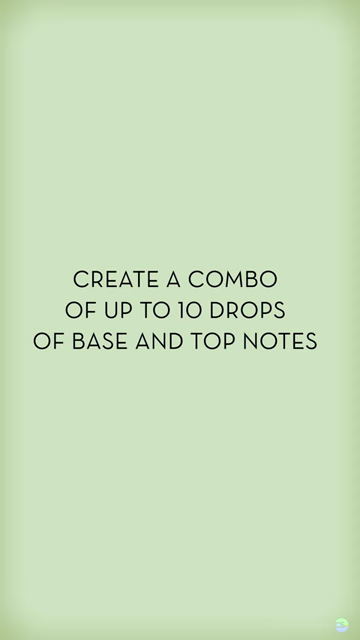 CREATE A COMBO
OF UP TO 10 DROPS
OF BASE AND TOP NOTES